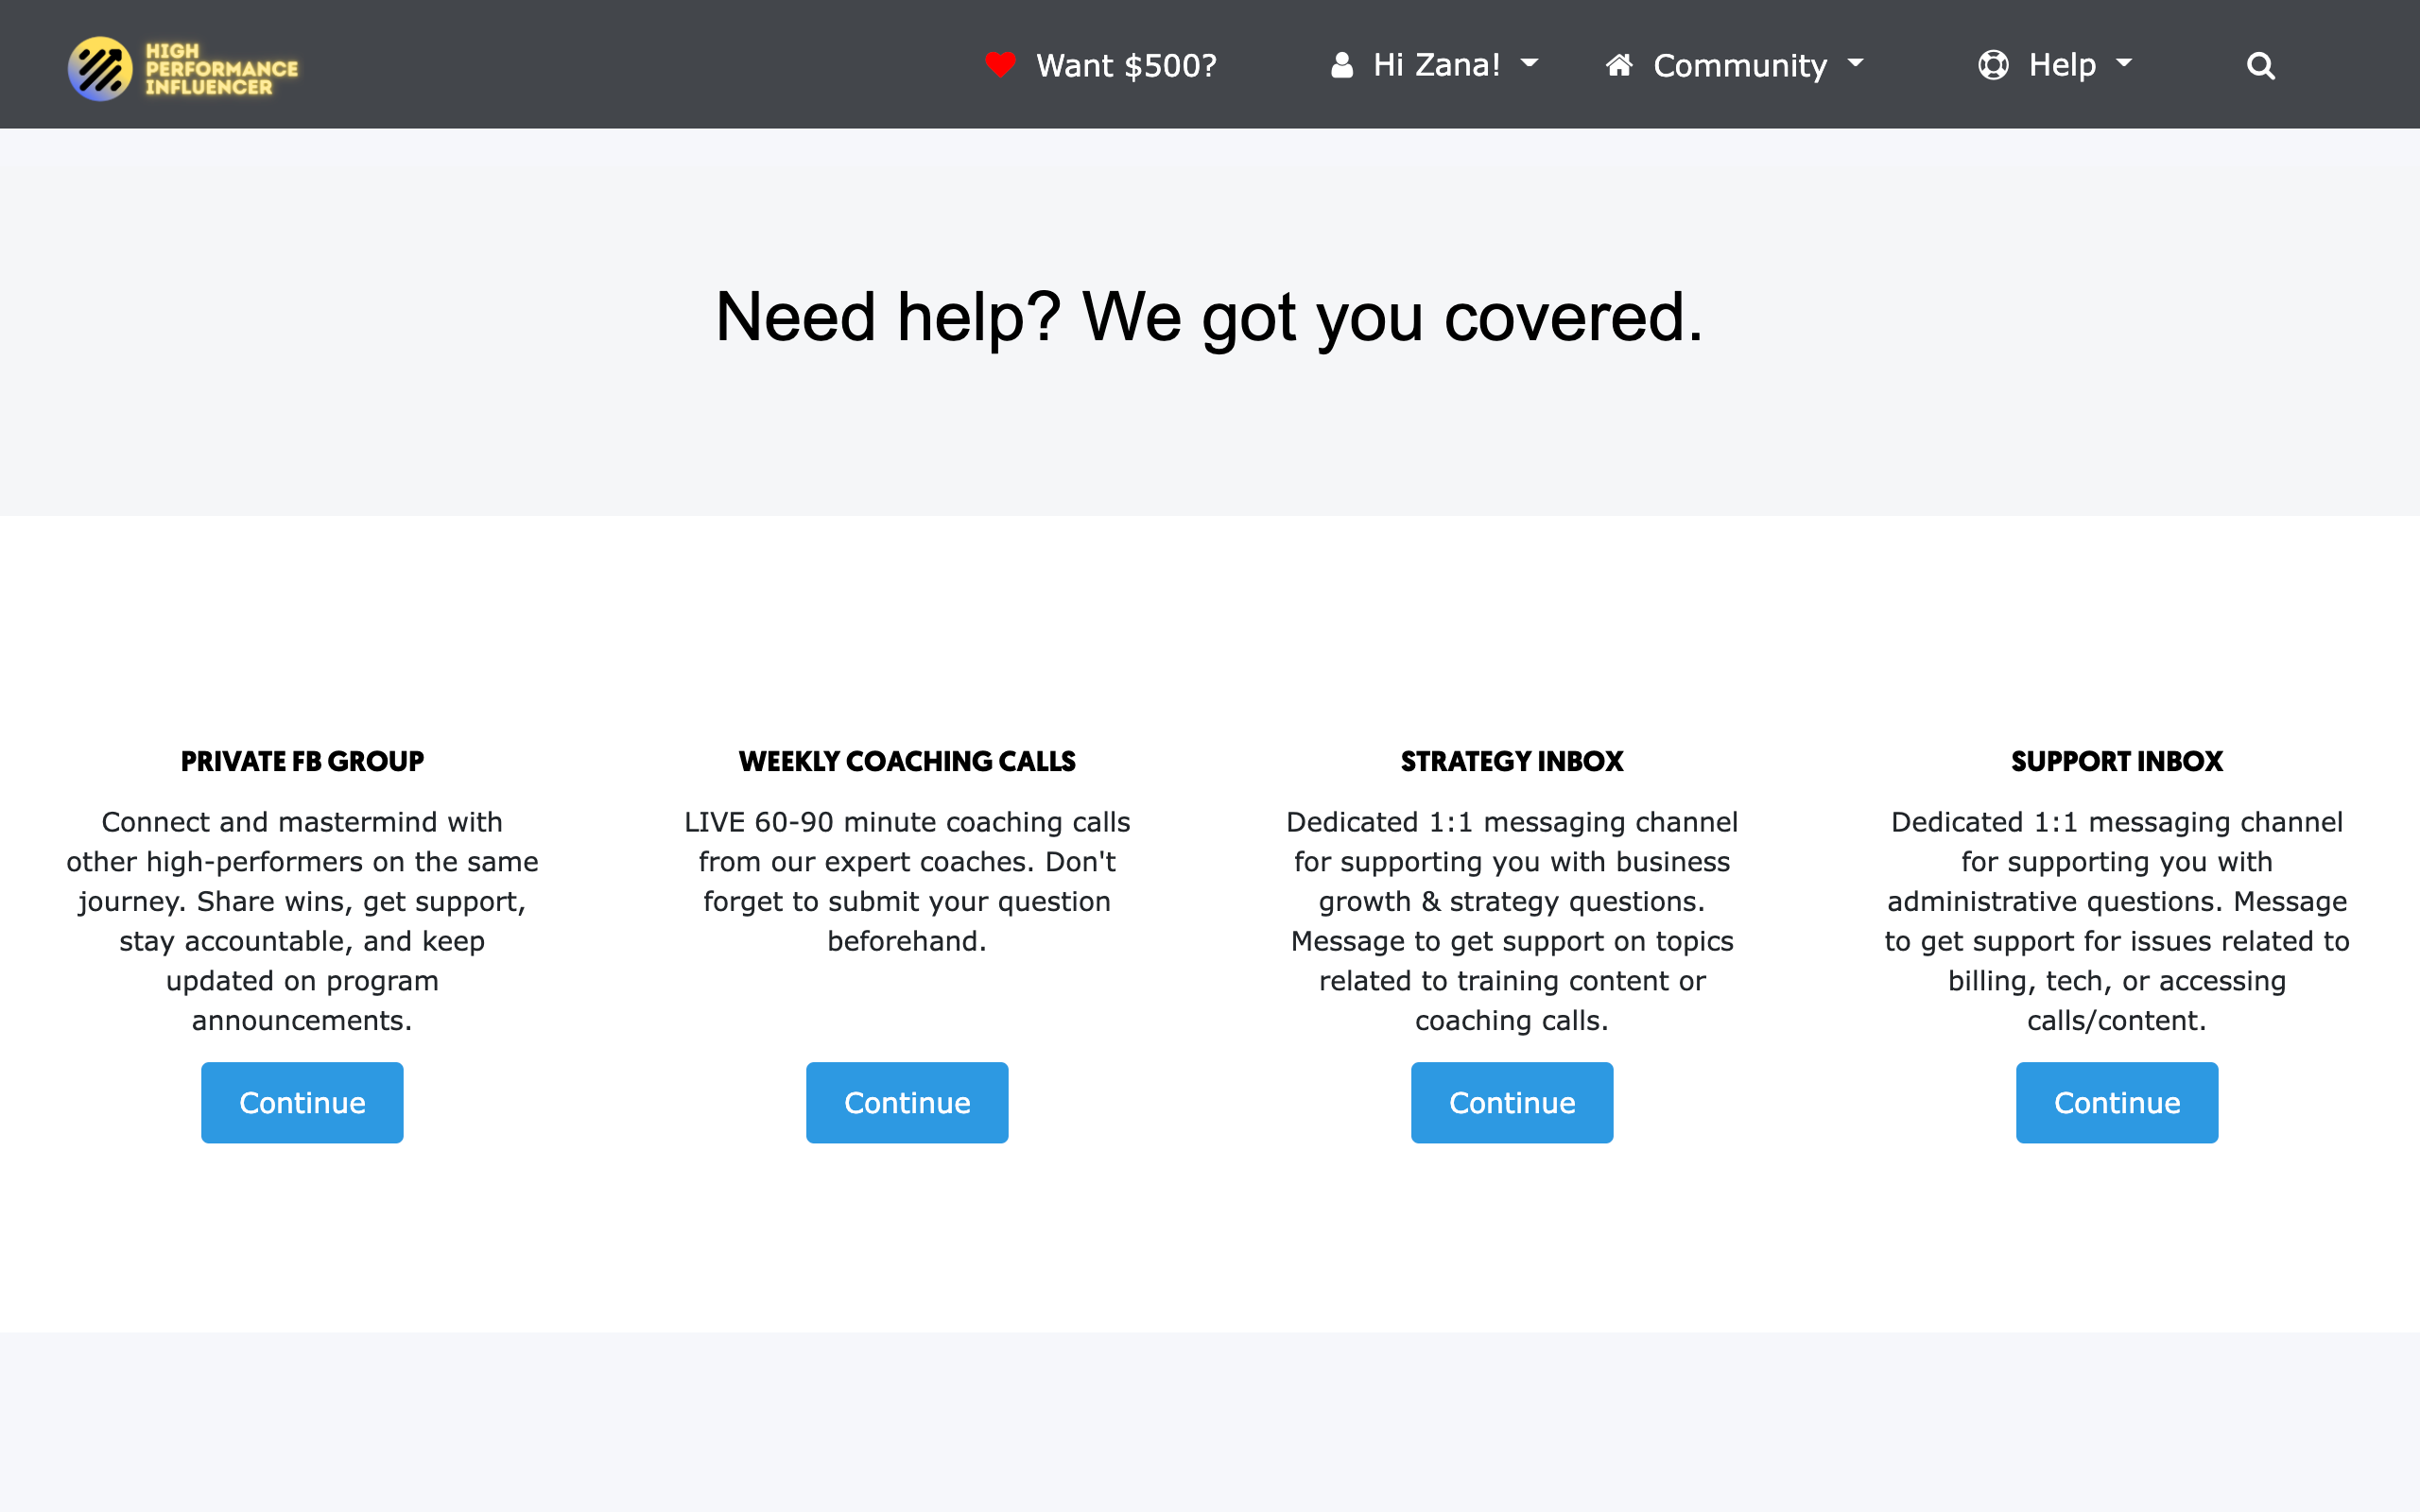 HIGH
PERFORMANCE
INFLUENCER
Want $500?
Hi Zana!
Community
Help
Need help? We got you covered.
PRIVATE FB GROUP
Connect and mastermind with
other high-performers on the same
journey. Share wins, get support,
stay accountable, and keep
updated on program
announcements.
Continue
WEEKLY COACHING CALLS
LIVE 60-90 minute coaching calls
from our expert coaches. Don't
forget to submit your question
beforehand.
Continue
STRATEGY INBOX
Dedicated 1:1 messaging channel
for supporting you with business
growth & strategy questions.
Message to get support on topics
related to training content or
coaching calls.
Continue
SUPPORT INBOX
Dedicated 1:1 messaging channel
for supporting you with
administrative questions. Message
to get support for issues related to
billing, tech, or accessing
calls/content.
Continue